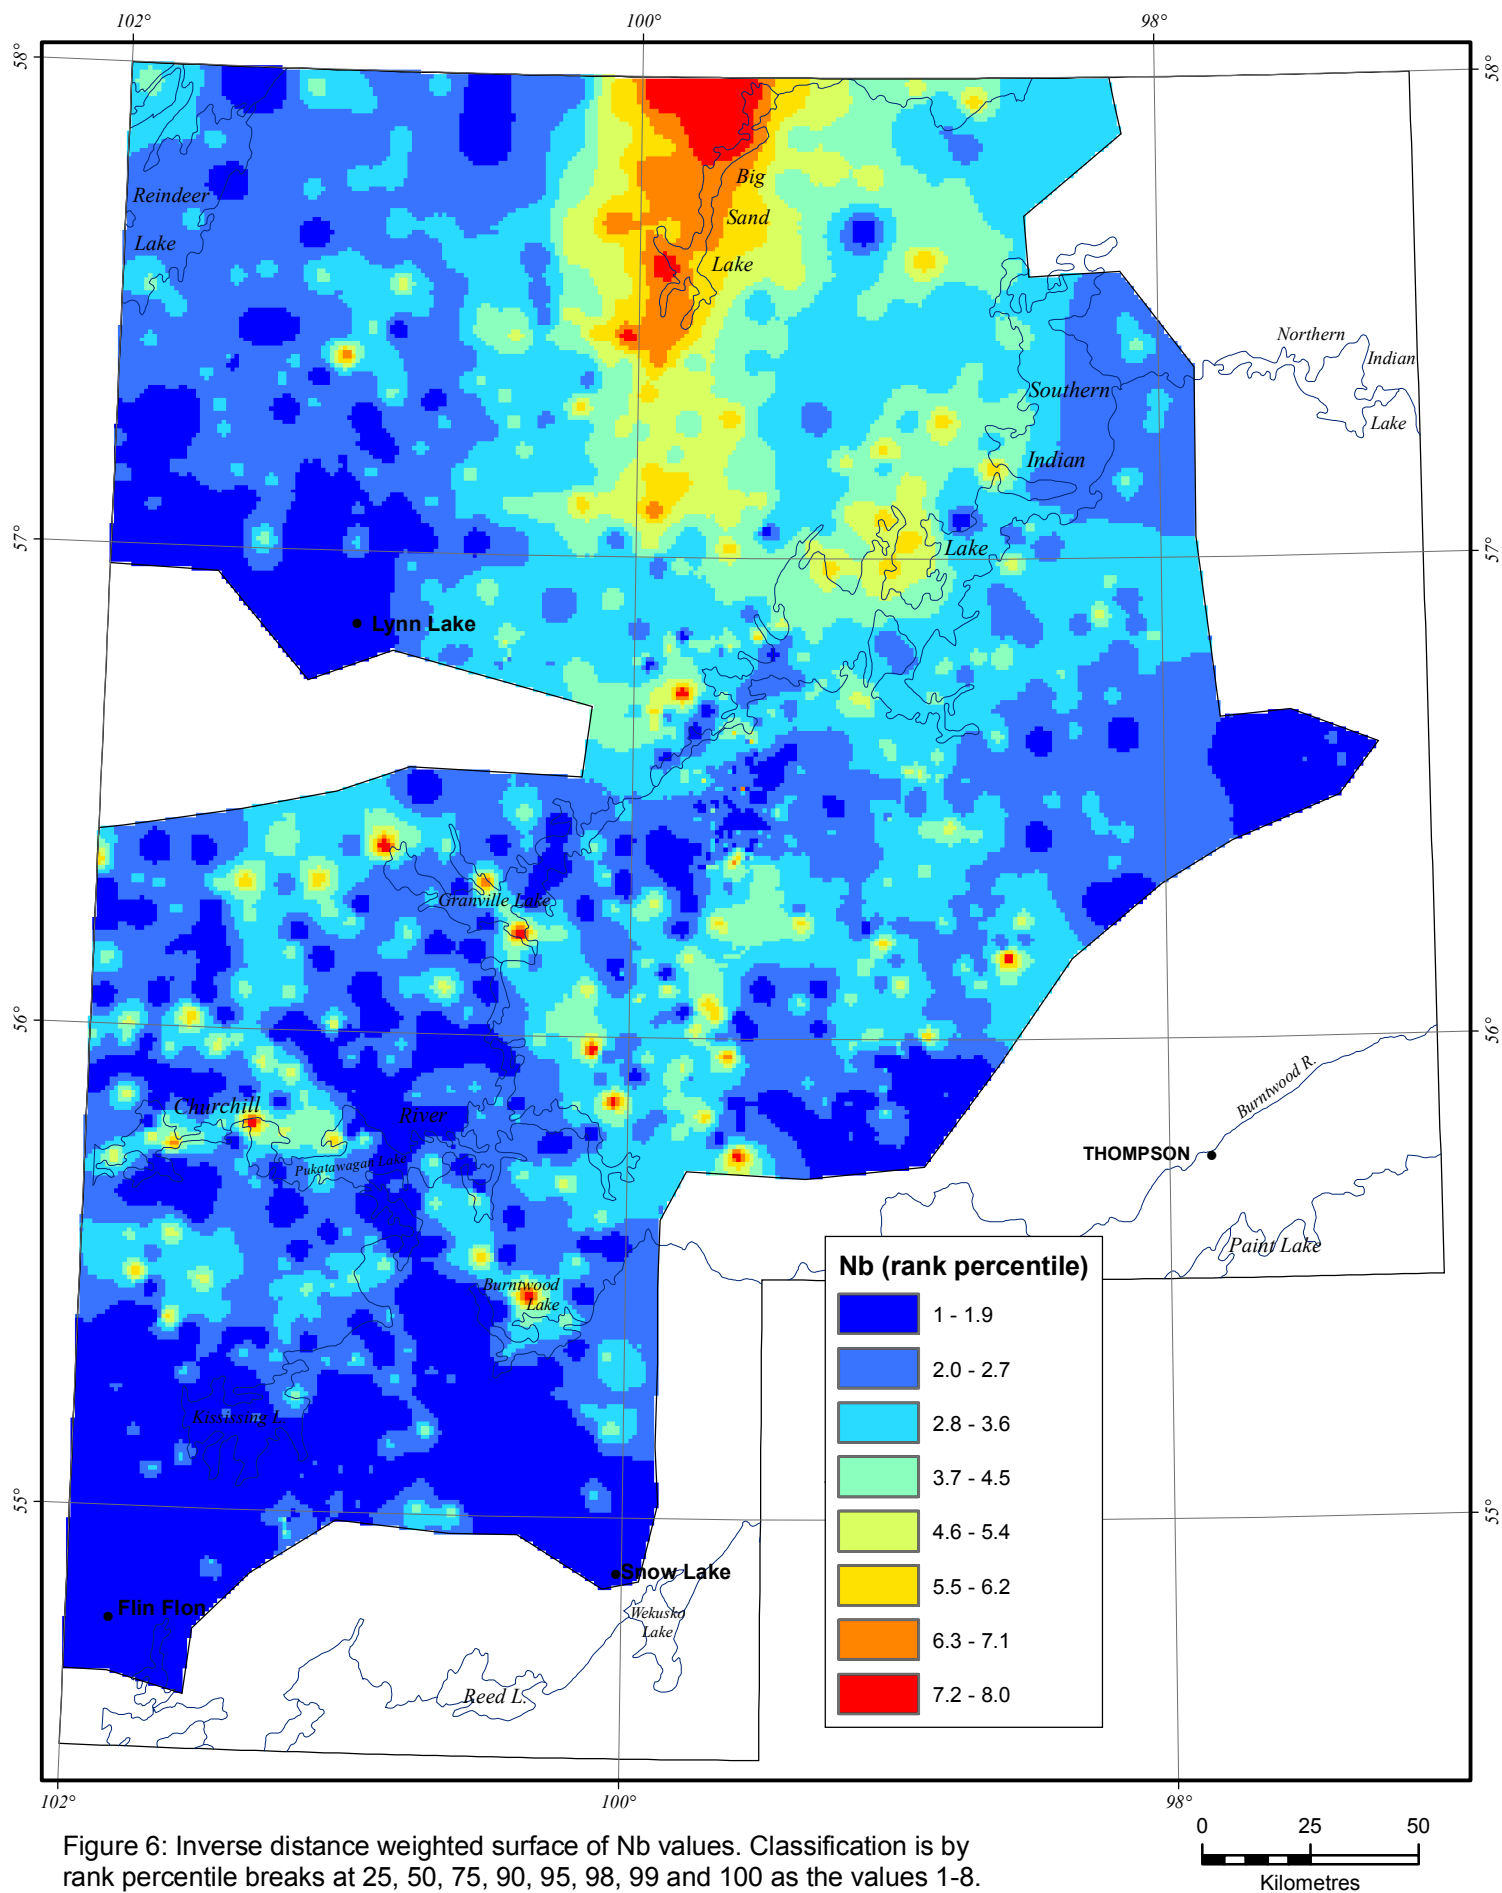 102°
100°
98°
58°
58°
Big
Sand
Lake
Reindeer
Lake
Northern
Indian
Lake
Southern
Indian
Lake
57°
57°
Lynn Lake
Granville Lake
56°
56°
Churchill
River
Pukatawagan Lake
Burntwood R.
THOMPSON
Paint Lake
Burntwood
Lake
Kississing L.
55°
55°
Snow Lake
Flin Flon
Wekusko
Lake
Reed L.
Nb (rank percentile)
1 - 1.9
2.0 - 2.7
2.8 - 3.6
3.7 - 4.5
4.6 - 5.4
5.5 - 6.2
6.3 - 7.1
7.2 - 8.0
102°
100°
98°
0 25 50
Kilometres
Figure 6: Inverse distance weighted surface of Nb values. Classification is by
rank percentile breaks at 25, 50, 75, 90, 95, 98, 99 and 100 as the values 1-8.